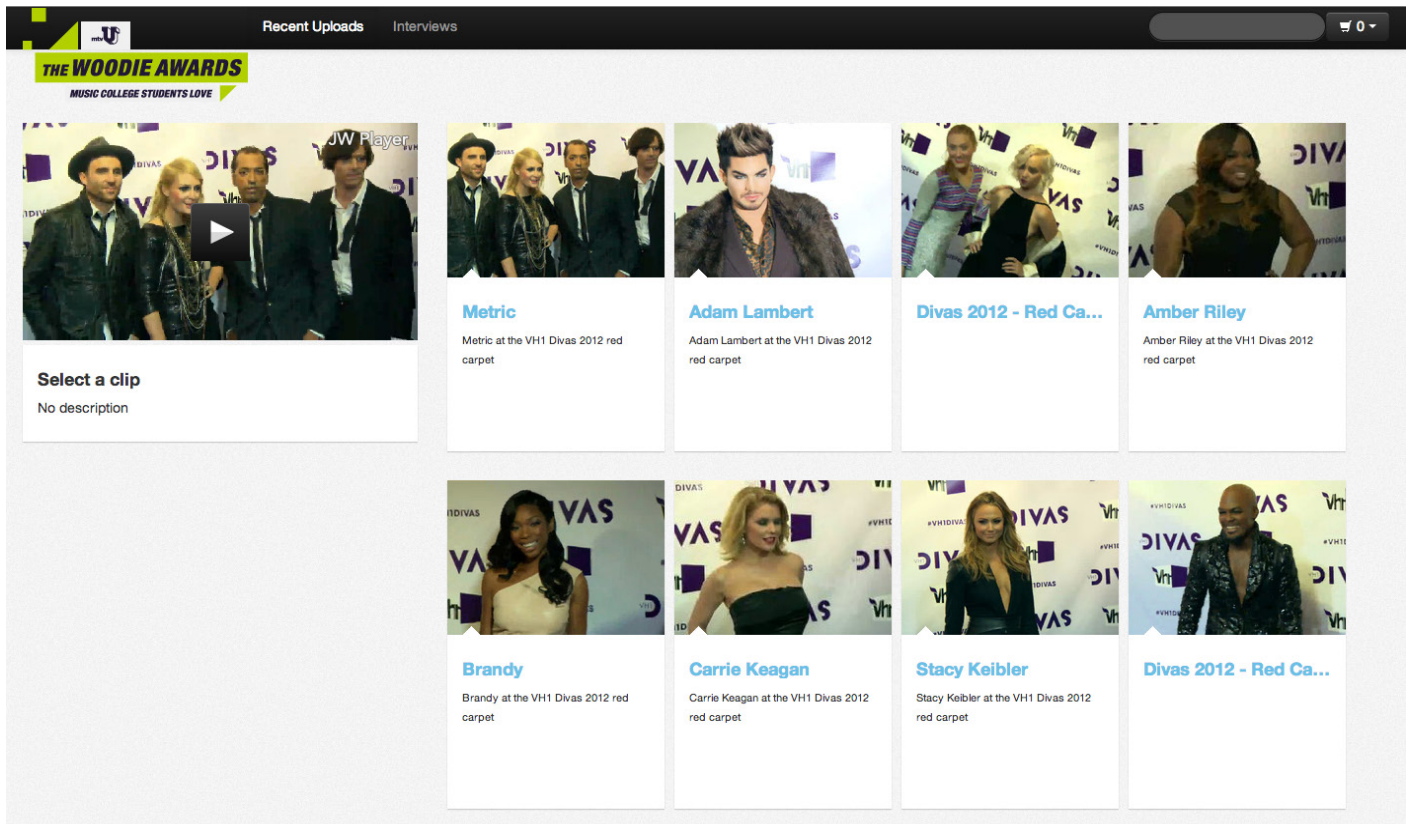 Recent Uploads
Interviews
0
mtvU
THE WOODIE AWARDS
MUSIC COLLEGE STUDENTS LOVE
JW Player
Select a clip
No description
Metric
Metric at the VH1 Divas 2012 red
carpet
Adam Lambert
Adam Lambert at the VH1 Divas 2012
red carpet
Divas 2012 - Red Ca...
Amber Riley
Amber Riley at the VH1 Divas 2012
red carpet
DIVAS
#VH1DIVAS
Brandy
Brandy at the VH1 Divas 2012 red
carpet
Carrie Keagan
Carrie Keagan at the VH1 Divas 2012
red carpet
Stacy Keibler
Stacy Keibler at the VH1 Divas 2012
red carpet
Divas 2012 - Red Ca...